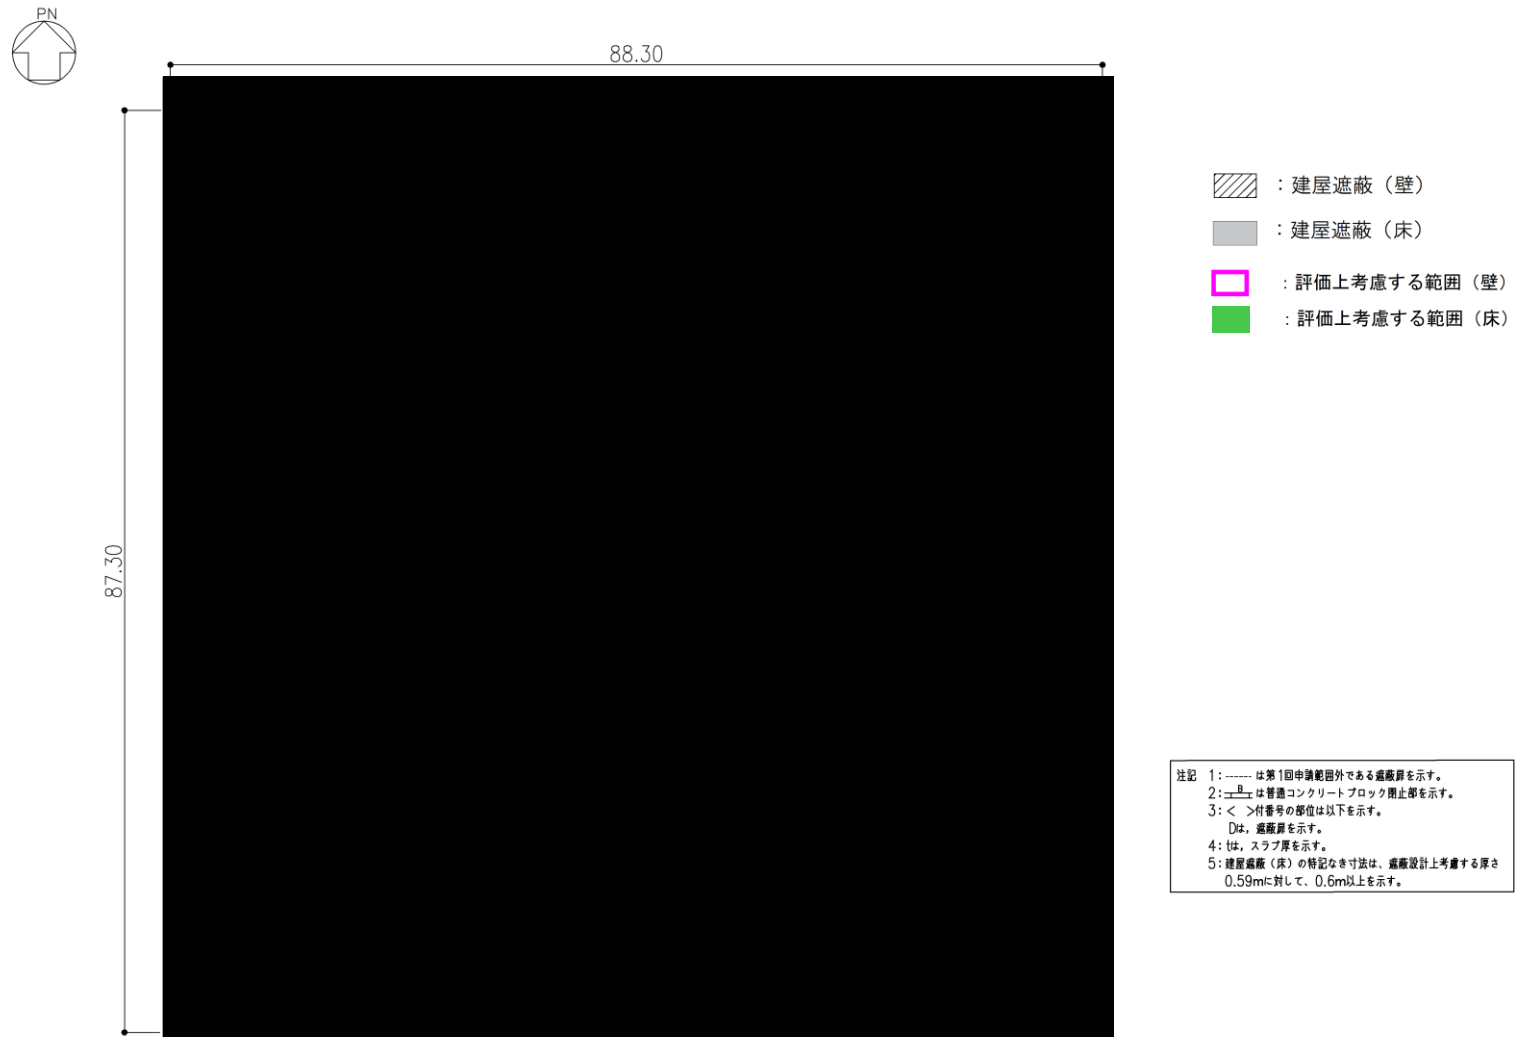 PN
88.30
87.30
：建屋遮蔽（壁）
：建屋遮蔽（床）
：評価上考慮する範囲（壁）
：評価上考慮する範囲（床）
注記 1：------ は第1回申請範囲外である遮蔽扉を示す。
2： B は普通コンクリートブロック閉止部を示す。
3：＜ ＞付番号の部位は以下を示す。
Dは，遮蔽扉を示す。
4：tは，スラブ厚を示す。
5：建屋遮蔽（床）の特記なき寸法は、遮蔽設計上考慮する厚さ
0.59mに対して、0.6m以上を示す。